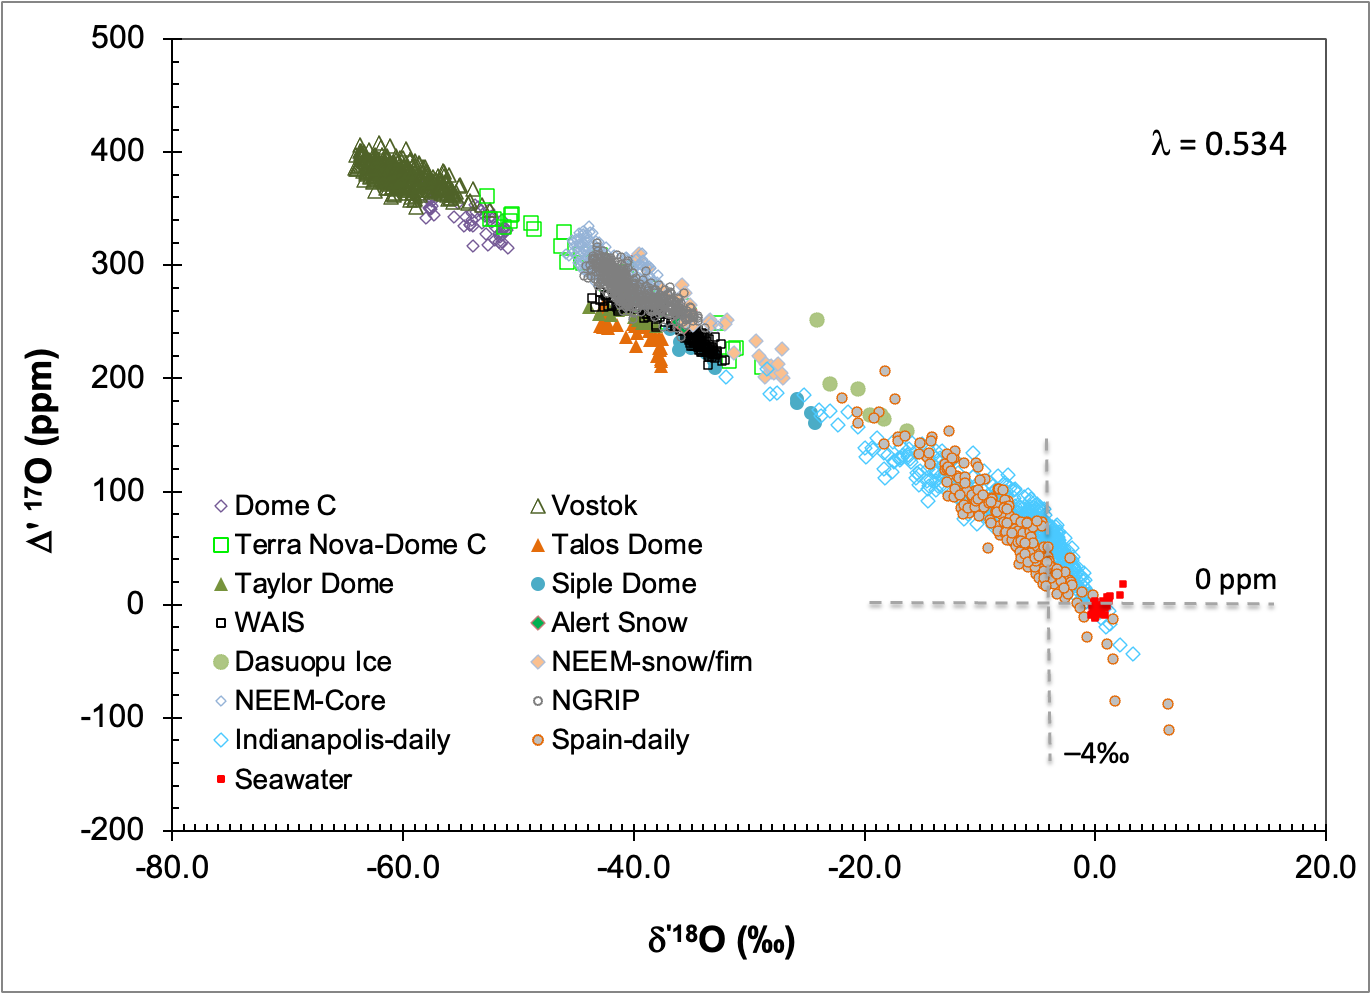 500
400
300
200
100
0
-100
-200
-80.0
-60.0
-40.0
-20.0
0.0
20.0
Δ' ¹⁷O (ppm)
δ'¹⁸O (‰)
λ = 0.534
0 ppm
–4‰
Dome C
Vostok
Terra Nova-Dome C
Talos Dome
Taylor Dome
Siple Dome
WAIS
Alert Snow
Dasuopu Ice
NEEM-snow/firn
NEEM-Core
NGRIP
Indianapolis-daily
Spain-daily
Seawater